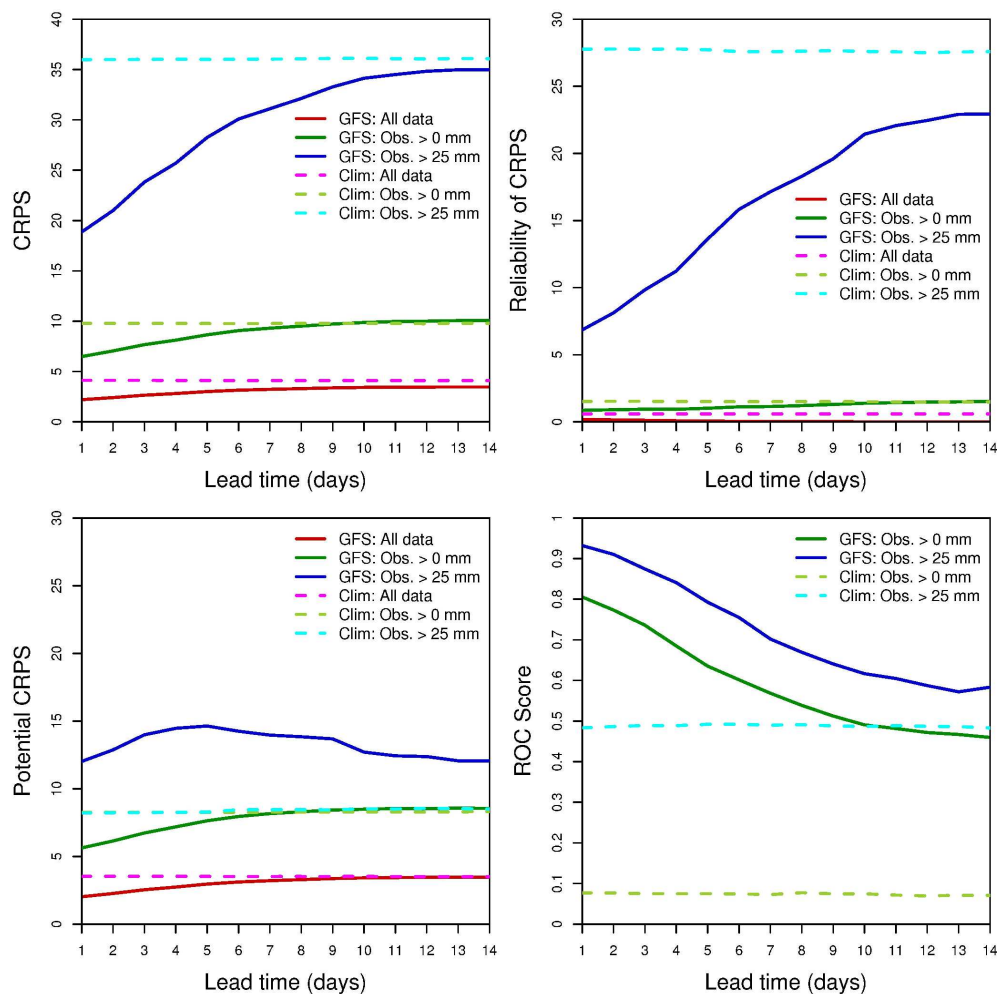 CRPS
0
5
10
15
20
25
30
35
40
GFS: All data
GFS: Obs. > 0 mm
GFS: Obs. > 25 mm
Clim: All data
Clim: Obs. > 0 mm
Clim: Obs. > 25 mm
1 2 3 4 5 6 7 8 9 10 11 12 13 14
Lead time (days)
Reliability of CRPS
0
5
10
15
20
25
30
GFS: All data
GFS: Obs. > 0 mm
GFS: Obs. > 25 mm
Clim: All data
Clim: Obs. > 0 mm
Clim: Obs. > 25 mm
1 2 3 4 5 6 7 8 9 10 11 12 13 14
Lead time (days)
Potential CRPS
0
5
10
15
20
25
30
GFS: All data
GFS: Obs. > 0 mm
GFS: Obs. > 25 mm
Clim: All data
Clim: Obs. > 0 mm
Clim: Obs. > 25 mm
1 2 3 4 5 6 7 8 9 10 11 12 13 14
Lead time (days)
ROC Score
0
0.1
0.2
0.3
0.4
0.5
0.6
0.7
0.8
0.9
1
GFS: Obs. > 0 mm
GFS: Obs. > 25 mm
Clim: Obs. > 0 mm
Clim: Obs. > 25 mm
1 2 3 4 5 6 7 8 9 10 11 12 13 14
Lead time (days)